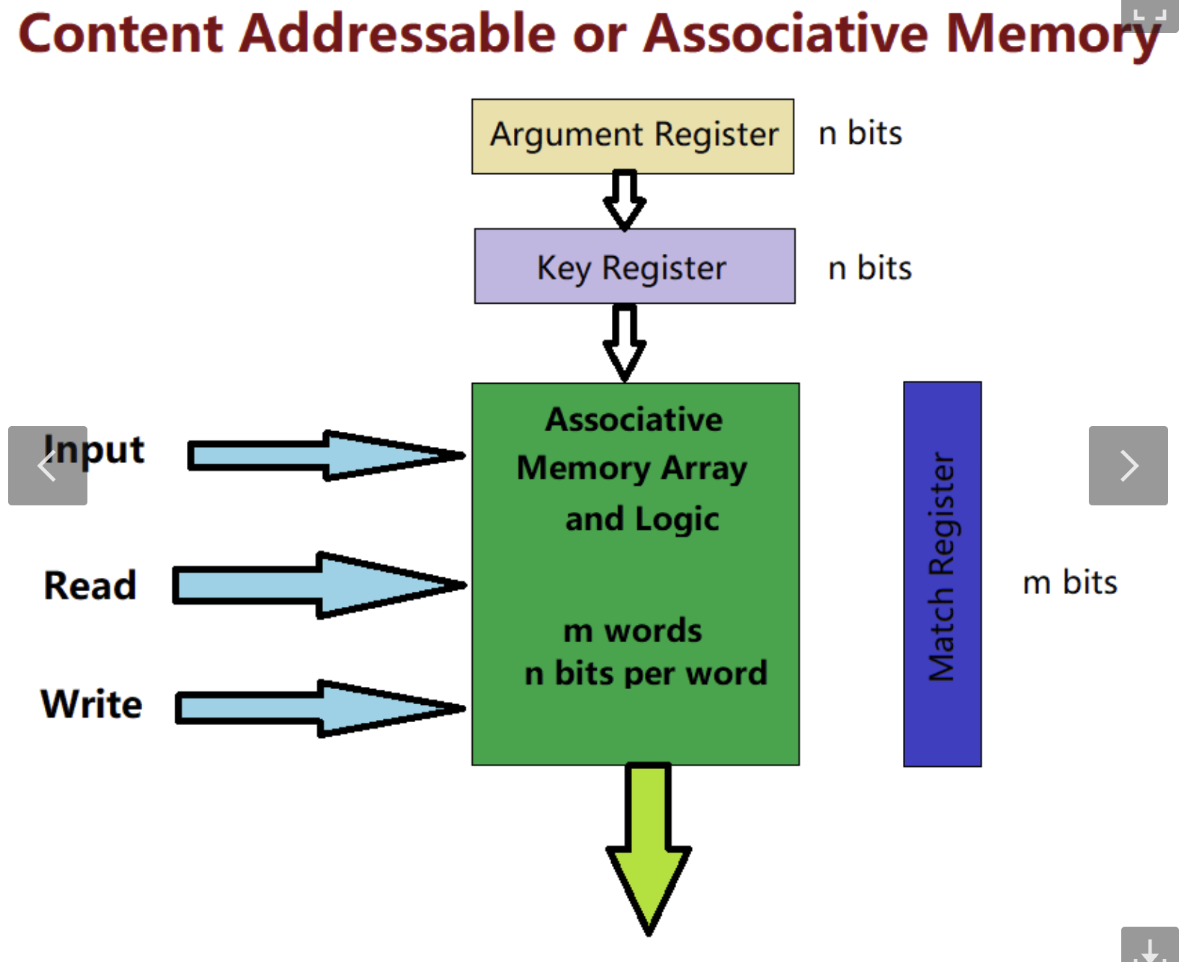 Content Addressable or Associative Memory
Argument Register
n bits
Key Register
n bits
Associative
Memory Array
and Logic
m words
n bits per word
Input
Read
Write
Match Register
m bits